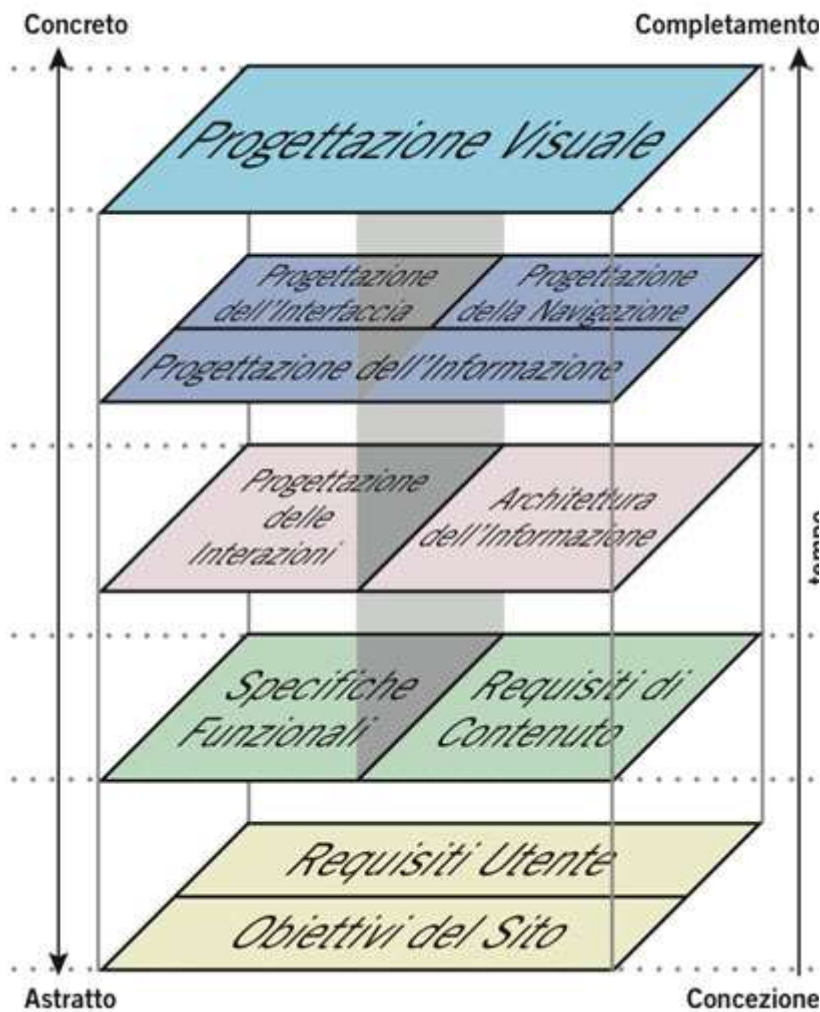 Concreto
Completamento
Progettazione Visuale
Progettazione
dell'Interfaccia
Progettazione
della Navigazione
Progettazione dell'Informazione
Progettazione
delle
Interazioni
Architettura
dell'Informazione
tempo
Specifiche
Funzionali
Requisiti di
Contenuto
Requisiti Utente
Obiettivi del Sito
Astratto
Concezione